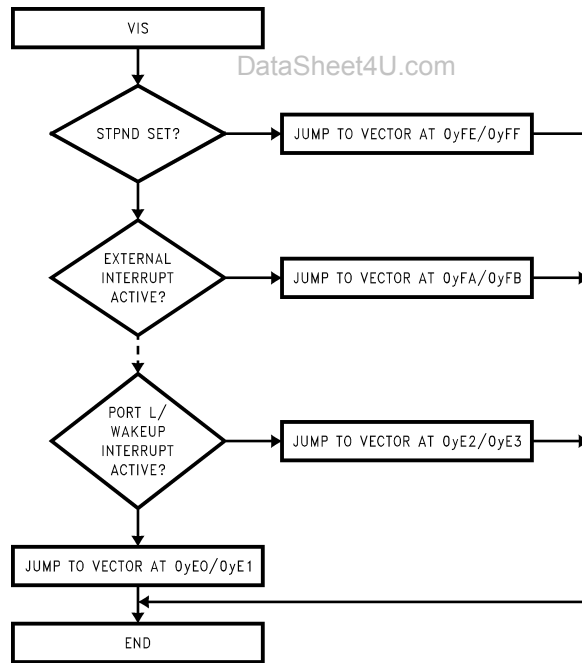 VIS
DataSheet4U.com
STPND SET?
JUMP TO VECTOR AT 0yFE/0yFF
EXTERNAL
INTERRUPT
ACTIVE?
JUMP TO VECTOR AT 0yFA/0yFB
PORT L/
WAKEUP
INTERRUPT
ACTIVE?
JUMP TO VECTOR AT 0yE2/0yE3
JUMP TO VECTOR AT 0yE0/0yE1
END